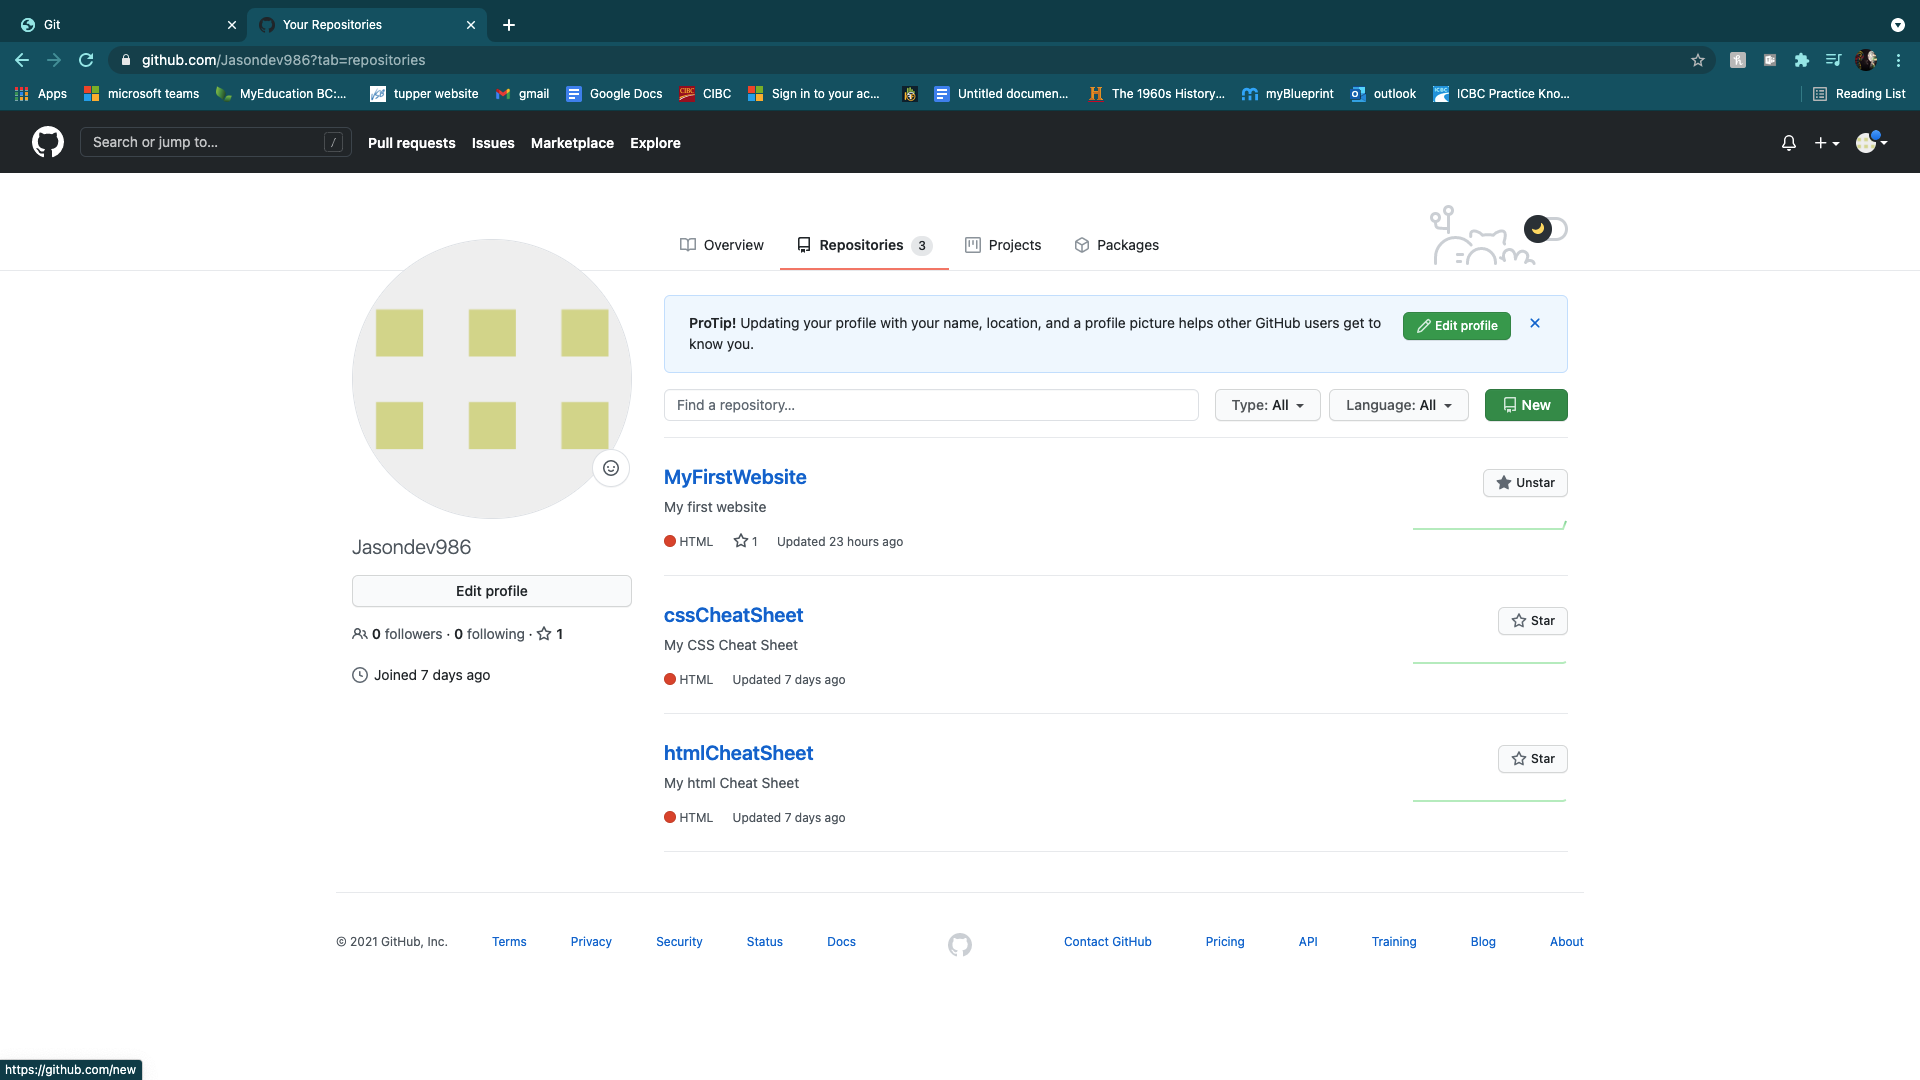 Git
Your Repositories
github.com/Jasondev986?tab=repositories
Apps
microsoft teams
MyEducation BC:...
tupper website
gmail
Google Docs
CIBC
Sign in to your ac...
Untitled documen...
The 1960s History...
myBlueprint
outlook
ICBC Practice Kno...
Reading List
Search or jump to...
/
Pull requests
Issues
Marketplace
Explore
Overview
Repositories 3
Projects
Packages
ProTip! Updating your profile with your name, location, and a profile picture helps other GitHub users get to
know you.
Edit profile
Find a repository...
Type: All
Language: All
New
MyFirstWebsite
Unstar
My first website
HTML 1 Updated 23 hours ago
Jasondev986
Edit profile
0 followers · 0 following · 1
Joined 7 days ago
cssCheatSheet
Star
My CSS Cheat Sheet
HTML Updated 7 days ago
htmlCheatSheet
Star
My html Cheat Sheet
HTML Updated 7 days ago
© 2021 GitHub, Inc.
Terms
Privacy
Security
Status
Docs
Contact GitHub
Pricing
API
Training
Blog
About
https://github.com/new